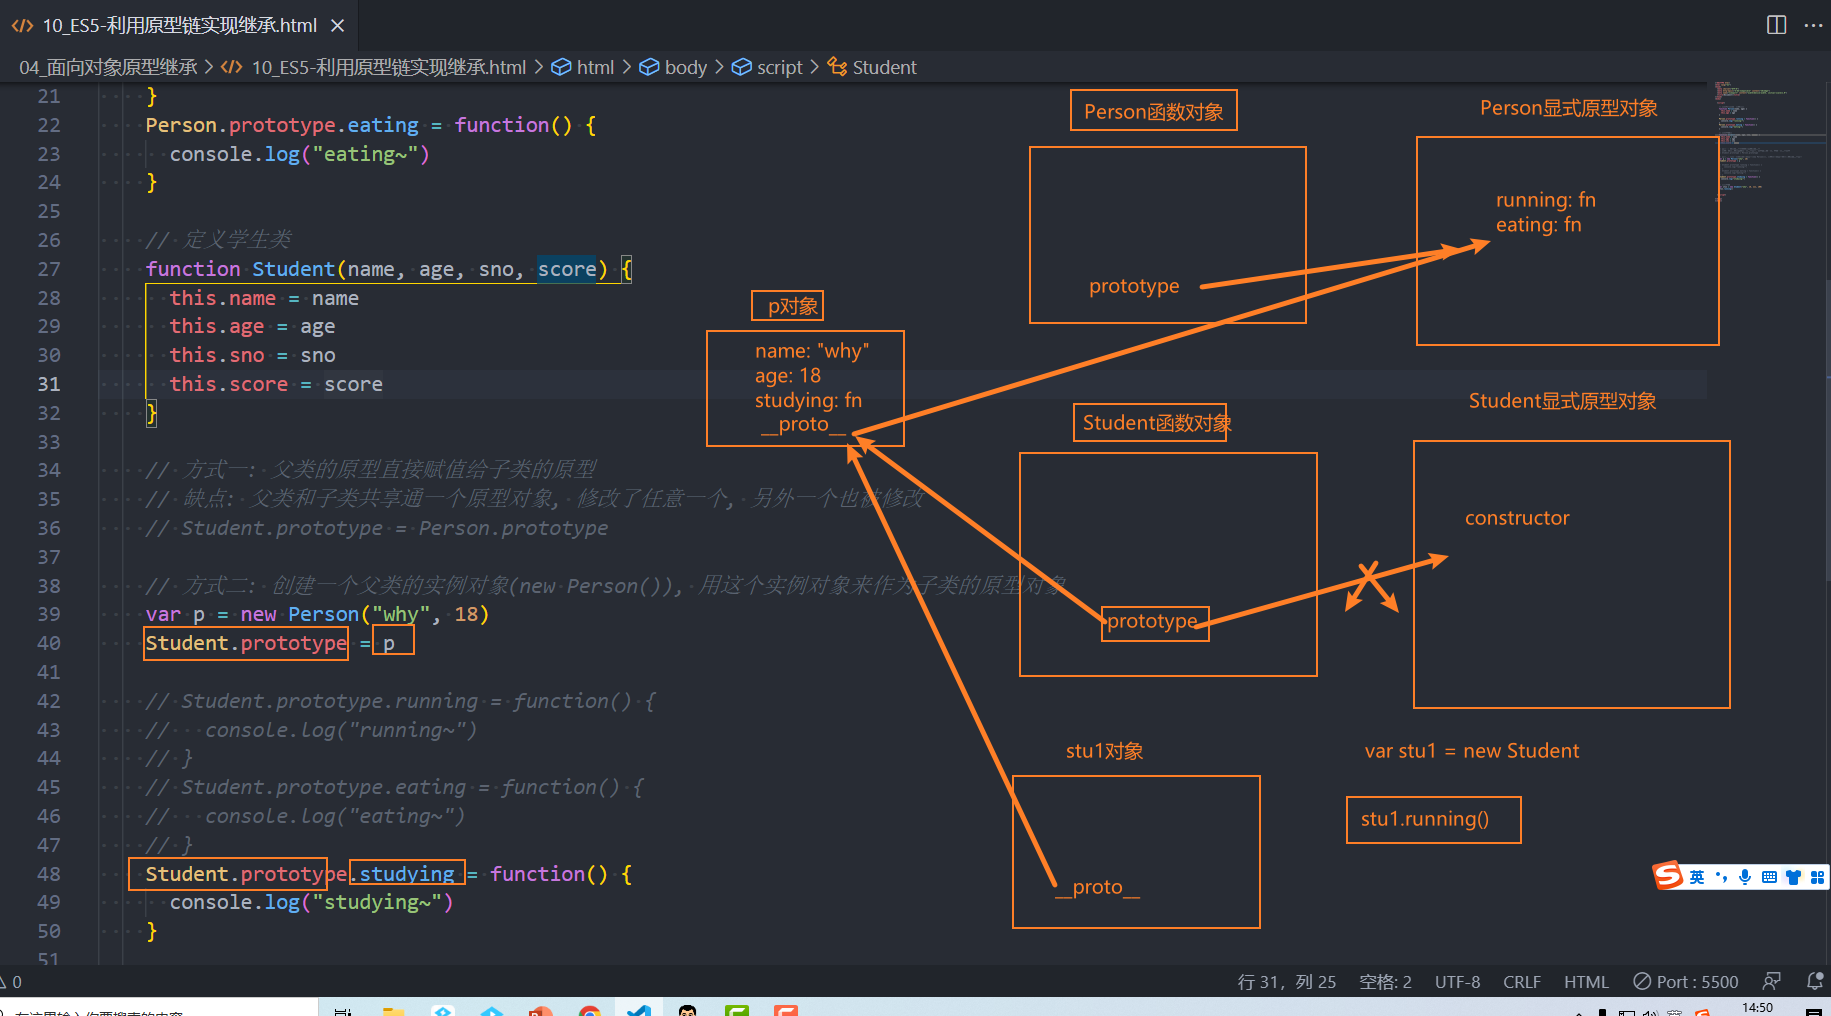 10_ES5-利用原型链实现继承.html
04_面向对象原型继承 > 10_ES5-利用原型链实现继承.html > html > body > script > Student
21 }
22 Person.prototype.eating = function() {
23 console.log("eating~")
24 }
25
26 // 定义学生类
27 function Student(name, age, sno, score) {
28 this.name = name
29 this.age = age
30 this.sno = sno
31 this.score = score
32 }
33
34 // 方式一: 父类的原型直接赋值给子类的原型
35 // 缺点: 父类和子类共享通一个原型对象, 修改了任意一个, 另外一个也被修改
36 // Student.prototype = Person.prototype
37
38 // 方式二: 创建一个父类的实例对象(new Person()), 用这个实例对象来作为子类的原型对象
39 var p = new Person("why", 18)
40 Student.prototype = p
41
42 // Student.prototype.running = function() {
43 // console.log("running~")
44 // }
45 // Student.prototype.eating = function() {
46 // console.log("eating~")
47 // }
48 Student.prototype.studying = function() {
49 console.log("studying~")
50 }
51
Person函数对象
Person显式原型对象
running: fn
eating: fn
prototype
p对象
name: "why"
age: 18
studying: fn
__proto__
Student函数对象
Student显式原型对象
constructor
prototype
stu1对象
var stu1 = new Student
stu1.running()
__proto__
英
0
行 31，列 25 空格: 2 UTF-8 CRLF HTML Port : 5500
14:50